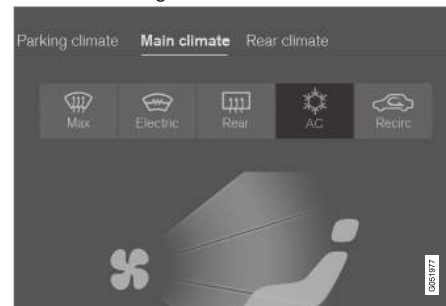 Parking climate Main climate Rear climate
Max Electric Rear AC Recirc
G051977